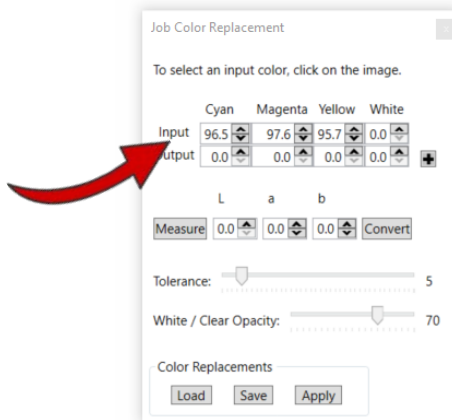 Job Color Replacement
To select an input color, click on the image.
Cyan Magenta Yellow White
Input 96.5 97.6 95.7 0.0
Output 0.0 0.0 0.0 0.0 +
L a b
Measure 0.0 0.0 0.0 Convert
Tolerance: 5
White / Clear Opacity: 70
Color Replacements
Load Save Apply